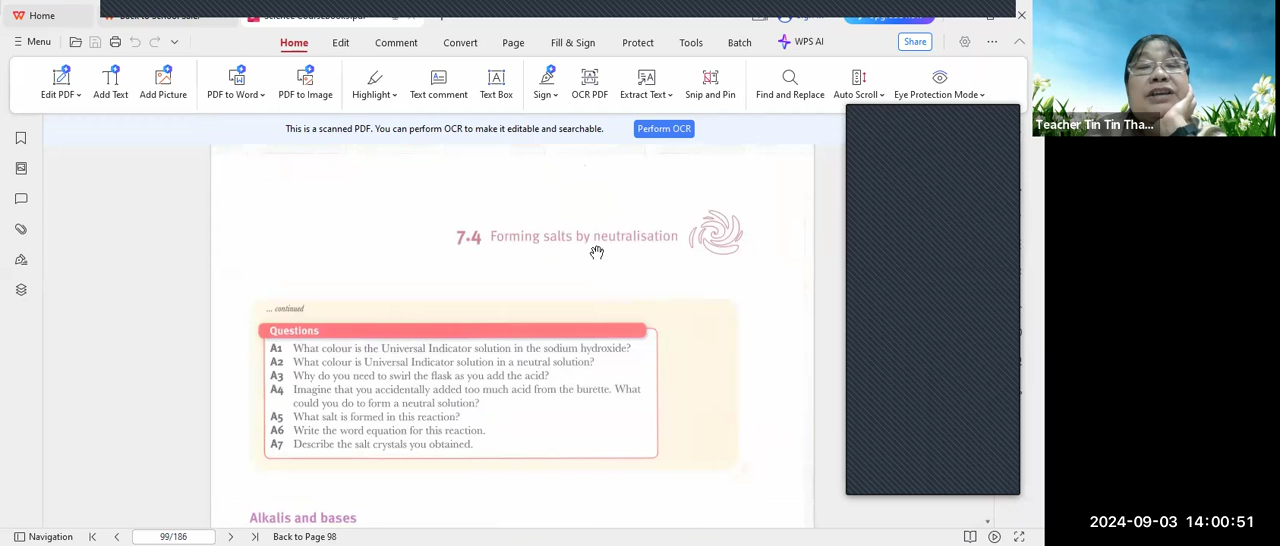 Home
Menu
Home Edit Comment Convert Page Fill & Sign Protect Tools Batch WPS AI Share
Edit PDF Add Text Add Picture PDF to Word PDF to Image Highlight Text comment Text Box Sign OCR PDF Extract Text Snip and Pin Find and Replace Auto Scroll Eye Protection Mode
This is a scanned PDF. You can perform OCR to make it editable and searchable. Perform OCR
Teacher Tin Tin Tha...
7.4 Forming salts by neutralisation
... continued
Questions
A1 What colour is the Universal Indicator solution in the sodium hydroxide?
A2 What colour is Universal Indicator solution in a neutral solution?
A3 Why do you need to swirl the flask as you add the acid?
A4 Imagine that you accidentally added too much acid from the burette. What
could you do to form a neutral solution?
A5 What salt is formed in this reaction?
A6 Write the word equation for this reaction.
A7 Describe the salt crystals you obtained.
Alkalis and bases
Navigation 99/186 Back to Page 98
2024-09-03 14:00:51